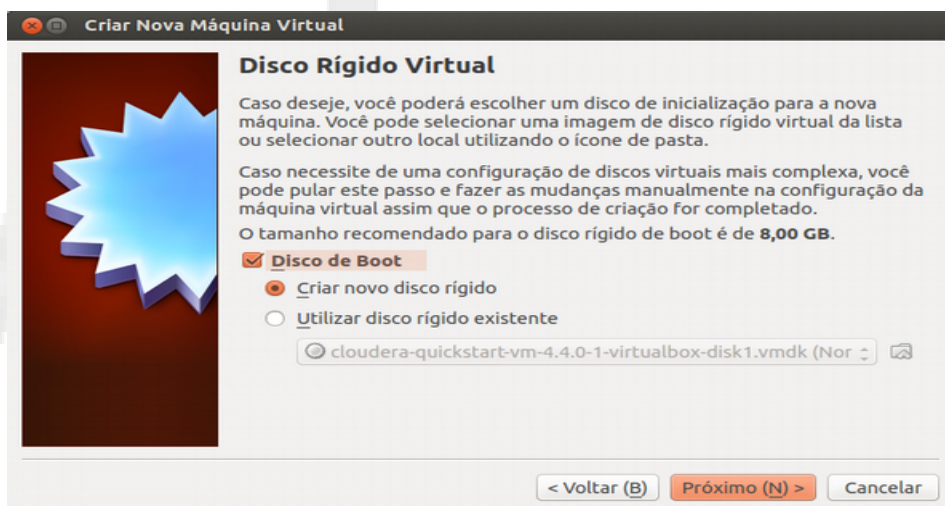 Criar Nova Máquina Virtual
Disco Rígido Virtual
Caso deseje, você poderá escolher um disco de inicialização para a nova
máquina. Você pode selecionar uma imagem de disco rígido virtual da lista
ou selecionar outro local utilizando o ícone de pasta.
Caso necessite de uma configuração de discos virtuais mais complexa, você
pode pular este passo e fazer as mudanças manualmente na configuração da
máquina virtual assim que o processo de criação for completado.
O tamanho recomendado para o disco rígido de boot é de 8,00 GB.
Disco de Boot
Criar novo disco rígido
Utilizar disco rígido existente
cloudera-quickstart-vm-4.4.0-1-virtualbox-disk1.vmdk (Nor
< Voltar (B) Próximo (N) > Cancelar